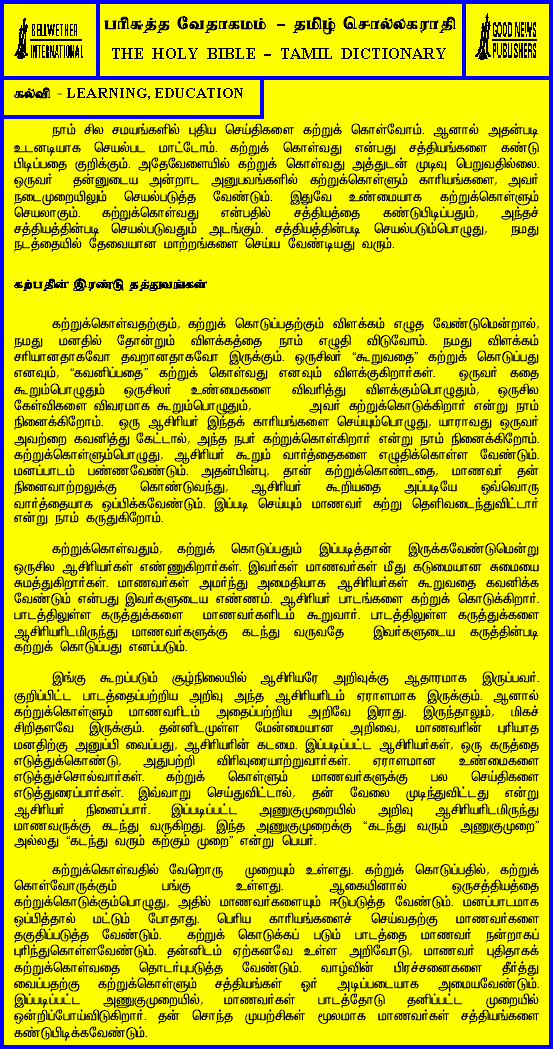 BELLWETHER
INTERNATIONAL
பரிசுத்த வேதாகமம் – தமிழ் சொல்லகராதி
THE HOLY BIBLE – TAMIL DICTIONARY
GOOD NEWS
PUBLISHERS
கல்வி - LEARNING, EDUCATION
நாம் சில சமயங்களில் புதிய செய்திகளை கற்றுக் கொள்வோம். ஆனால் அதன்படி
உடனடியாக செயல்பட மாட்டோம். கற்றுக் கொள்வது என்பது சத்தியங்களை கண்டு
பிடிப்பதை குறிக்கும். அதேவேளையில் கற்றுக் கொள்வது அத்துடன் முடிவு பெறுவதில்லை.
ஒருவர் தன்னுடைய அன்றாட அனுபவங்களில் கற்றுக்கொள்ளும் காரியங்களை, அவர்
நடைமுறையிலும் செயல்படுத்த வேண்டும். இதுவே உண்மையாக கற்றுக்கொள்ளும்
செயலாகும். கற்றுக்கொள்வது என்பதில் சத்தியத்தை கண்டுபிடிப்பதும், அந்தச்
சத்தியத்தின்படி செயல்படுவதும் அடங்கும். சத்தியத்தின்படி செயல்படும்பொழுது, நமது
நடத்தையில் தேவையான மாற்றங்களை செய்ய வேண்டியது வரும்.
கற்பதின் இரண்டு தத்துவங்கள்
கற்றுக்கொள்வதற்கும், கற்றுக் கொடுப்பதற்கும் விளக்கம் எழுத வேண்டுமென்றால்,
நமது மனதில் தோன்றும் விளக்கத்தை நாம் எழுதி விடுவோம். நமது விளக்கம்
சரியானதாகவோ தவறானதாகவோ இருக்கும். ஒருசிலர் “கூறுவதை” கற்றுக் கொடுப்பது
எனவும், “கவனிப்பதை” கற்றுக் கொள்வது எனவும் விளக்குகிறார்கள். ஒருவர் கதை
கூறும்பொழுதும் ஒருசிலர் உண்மைகளை விவரித்து விளக்கும்பொழுதும், ஒருசில
கேள்விகளை விவரமாக கூறும்பொழுதும், அவர் கற்றுக்கொடுக்கிறார் என்று நாம்
நினைக்கிறோம். ஒரு ஆசிரியர் இந்தக் காரியங்களை செய்யும்பொழுது, யாராவது ஒருவர்
அவற்றை கவனித்து கேட்டால், அந்த நபர் கற்றுக்கொள்கிறார் என்று நாம் நினைக்கிறோம்.
கற்றுக்கொள்ளும்பொழுது, ஆசிரியர் கூறும் வார்த்தைகளை எழுதிக்கொள்ள வேண்டும்.
மனப்பாடம் பண்ணவேண்டும். அதன்பின்பு, தான் கற்றுக்கொண்டதை, மாணவர் தன்
நினைவாற்றலுக்கு கொண்டுவந்து, ஆசிரியர் கூறியதை அப்படியே ஒவ்வொரு
வார்த்தையாக ஒப்பிக்கவேண்டும். இப்படி செய்யும் மாணவர் கற்று தெளிவடைந்துவிட்டார்
என்று நாம் கருதுகிறோம்.
கற்றுக்கொள்வதும், கற்றுக் கொடுப்பதும் இப்படித்தான் இருக்கவேண்டுமென்று
ஒருசில ஆசிரியர்கள் எண்ணுகிறார்கள். இவர்கள் மாணவர்கள் மீது கடுமையான சுமையை
சுமத்துகிறார்கள். மாணவர்கள் அமர்ந்து அமைதியாக ஆசிரியர்கள் கூறுவதை கவனிக்க
வேண்டும் என்பது இவர்களுடைய எண்ணம். ஆசிரியர் பாடங்களை கற்றுக் கொடுக்கிறார்.
பாடத்திலுள்ள கருத்துக்களை மாணவர்களிடம் கூறுவார். பாடத்திலுள்ள கருத்துக்களை
ஆசிரியரிடமிருந்து மாணவர்களுக்கு கடந்து வருவதே இவர்களுடைய கருத்தின்படி
கற்றுக் கொடுப்பது எனப்படும்.
இங்கு கூறப்படும் சூழ்நிலையில் ஆசிரியரே அறிவுக்கு ஆதாரமாக இருப்பவர்.
குறிப்பிட்ட பாடத்தைப்பற்றிய அறிவு அந்த ஆசிரியரிடம் ஏராளமாக இருக்கும். ஆனால்
கற்றுக்கொள்ளும் மாணவரிடம் அதைப்பற்றிய அறிவே இராது. இருந்தாலும், மிகச்
சிறிதளவே இருக்கும். தன்னிடமுள்ள மேன்மையான அறிவை, மாணவரின் புரியாத
மனதிற்கு அனுப்பி வைப்பது, ஆசிரியரின் கடமை. இப்படிப்பட்ட ஆசிரியர்கள், ஒரு கருத்தை
எடுத்துக்கொண்டு, அதுபற்றி விரிவுரையாற்றுவார்கள். ஏராளமான உண்மைகளை
எடுத்துச்சொல்வார்கள். கற்றுக் கொள்ளும் மாணவர்களுக்கு பல செய்திகளை
எடுத்துரைப்பார்கள். இவ்வாறு செய்துவிட்டால், தன் வேலை முடிந்துவிட்டது என்று
ஆசிரியர் நினைப்பார். இப்படிப்பட்ட அணுகுமுறையில் அறிவு ஆசிரியரிடமிருந்து
மாணவருக்கு கடந்து வருகிறது. இந்த அணுகுமுறைக்கு “கடந்து வரும் அணுகுமுறை”
அல்லது “கடந்து வரும் கற்கும் முறை” என்று பெயர்.
கற்றுக்கொள்வதில் வேறொரு முறையும் உள்ளது. கற்றுக் கொடுப்பதில், கற்றுக்
கொள்வோருக்கும் பங்கு உள்ளது. ஆகையினால் ஒருசத்தியத்தை
கற்றுக்கொடுக்கும்பொழுது, அதில் மாணவர்களையும் ஈடுபடுத்த வேண்டும். மனப்பாடமாக
ஒப்பித்தால் மட்டும் போதாது. பெரிய காரியங்களைச் செய்வதற்கு மாணவர்களை
தகுதிப்படுத்த வேண்டும். கற்றுக் கொடுக்கப் படும் பாடத்தை மாணவர் நன்றாகப்
புரிந்துகொள்ளவேண்டும். தன்னிடம் ஏற்கனவே உள்ள அறிவோடு, மாணவர் புதிதாகக்
கற்றுக்கொள்வதை தொடர்புபடுத்த வேண்டும். வாழ்வின் பிரச்சனைகளை தீர்த்து
வைப்பதற்கு கற்றுக்கொள்ளும் சத்தியங்கள் ஓர் அடிப்படையாக அமையவேண்டும்.
இப்படிப்பட்ட அணுகுமுறையில், மாணவர்கள் பாடத்தோடு தனிப்பட்ட முறையில்
ஒன்றிப்போய்விடுகிறார். தன் சொந்த முயற்சிகள் மூலமாக மாணவர்கள் சத்தியங்களை
கண்டுபிடிக்கவேண்டும்.